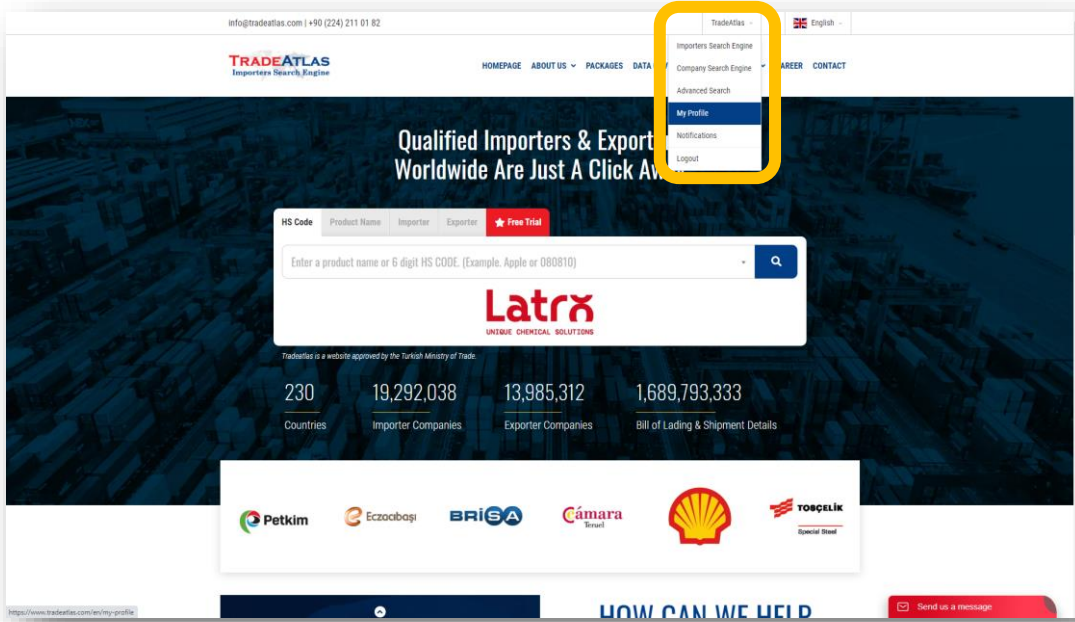 info@tradeatlas.com | +90 (224) 211 01 82
TradeAtlas
English
TRADEATLAS
Importers Search Engine
HOMEPAGE ABOUT US PACKAGES DATA CAREER CONTACT
Importers Search Engine
Company Search Engine
Advanced Search
My Profile
Notifications
Logout
Qualified Importers & Export
Worldwide Are Just A Click
HS Code Product Name Importer Exporter Free Trial
Enter a product name or 6 digit HS CODE. (Example. Apple or 080810)
Latro
UNIQUE CHEMICAL SOLUTIONS
Tradeatlas is a website approved by the Turkish Ministry of Trade.
230 19,292,038 13,985,312 1,689,793,333
Countries Importer Companies Exporter Companies Bill of Lading & Shipment Details
Petkim Eczacıbaşı BRİSA Cámara TOSÇELİK
Teruel Special Steel
HOW CAN WE HELP
https://www.tradeatlas.com/en/my-profile
Send us a message